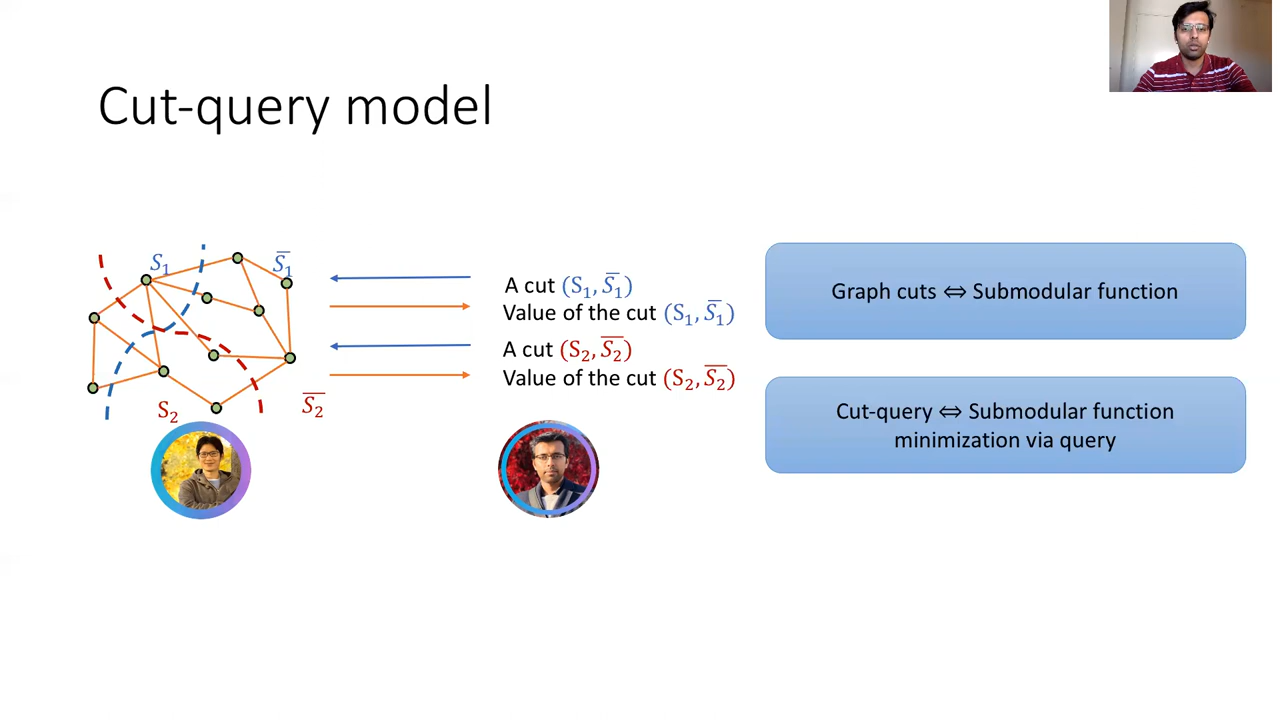 Cut-query model
S₁
S̅₁
S₂
S̅₂
A cut (S₁, S̅₁)
Value of the cut (S₁, S̅₁)
A cut (S₂, S̅₂)
Value of the cut (S₂, S̅₂)
Graph cuts ⇔ Submodular function
Cut-query ⇔ Submodular function
minimization via query